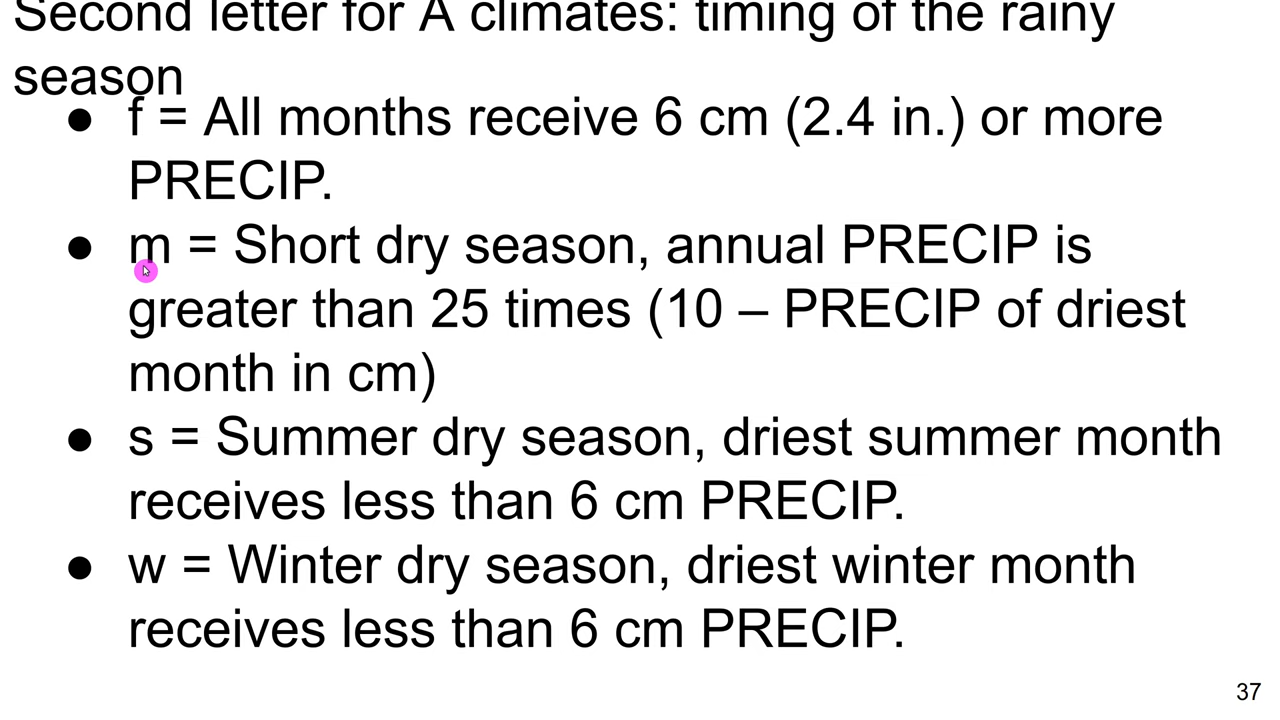 Second letter for A climates: timing of the rainy
season
● f = All months receive 6 cm (2.4 in.) or more
PRECIP.
● m = Short dry season, annual PRECIP is
greater than 25 times (10 – PRECIP of driest
month in cm)
● s = Summer dry season, driest summer month
receives less than 6 cm PRECIP.
● w = Winter dry season, driest winter month
receives less than 6 cm PRECIP.
37